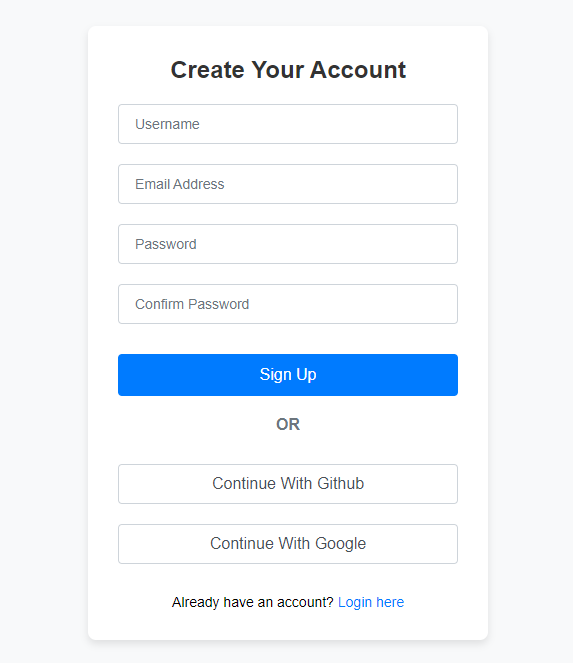 Create Your Account
Username
Email Address
Password
Confirm Password
Sign Up
OR
Continue With Github
Continue With Google
Already have an account? Login here